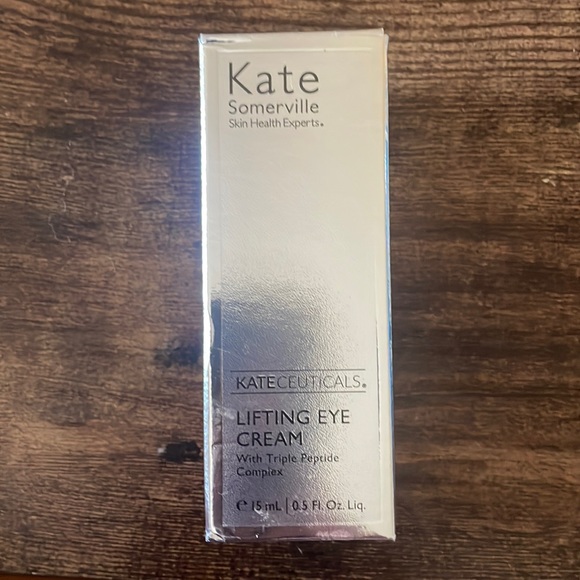 Kate
Somerville
Skin Health Experts®
KATECEUTICALS®
LIFTING EYE
CREAM
With Triple Peptide
Complex
℮ 15 mL | 0.5 Fl. Oz. Liq.